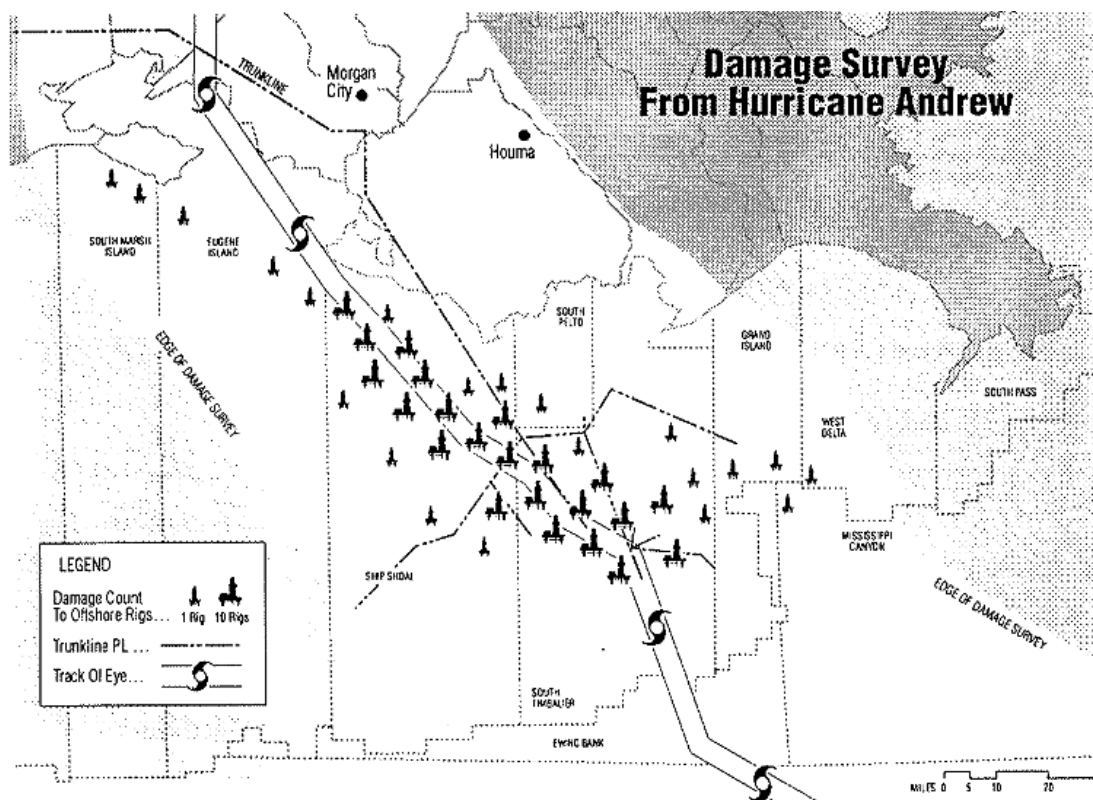 Damage Survey
From Hurricane Andrew
TRUNKLINE
Morgan
City
Houma
SOUTH MARSH
ISLAND
EUGENE
ISLAND
SOUTH
PELTO
GRAND
ISLAND
SOUTH PASS
WEST
DELTA
EDGE OF DAMAGE SURVEY
MISSISSIPPI
CANYON
SHIP SHOAL
EDGE OF DAMAGE SURVEY
LEGEND
Damage Count
To Offshore Rigs... 1 Rig 10 Rigs
Trunkline PL ...
Track Of Eye...
SOUTH
TIMBALIER
EWING BANK
MILES 0 5 10 20